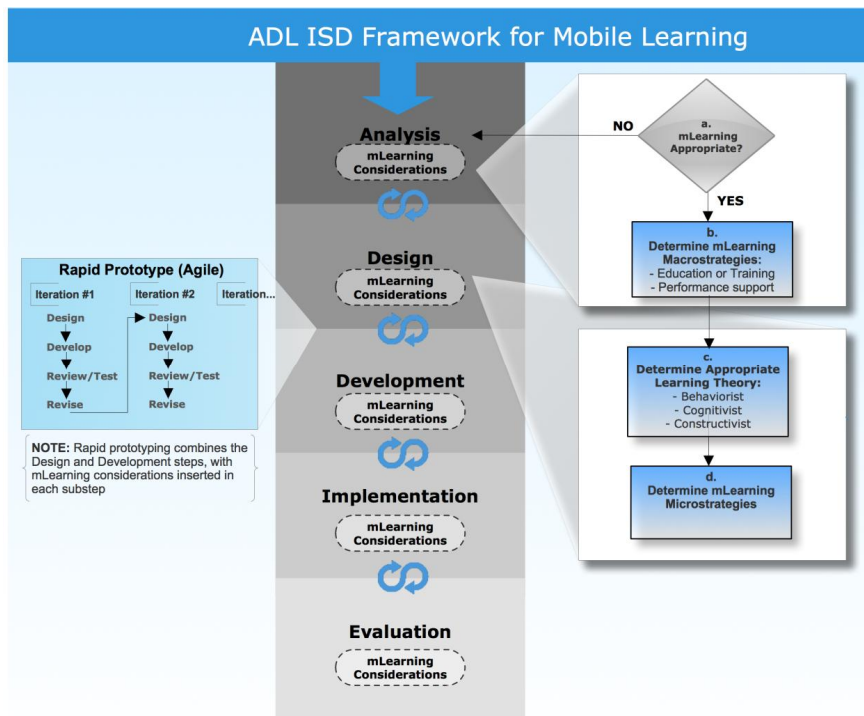 ADL ISD Framework for Mobile Learning
Analysis
mLearning
Considerations
NO
a.
mLearning
Appropriate?
YES
b.
Determine mLearning
Macrostrategies:
- Education or Training
- Performance support
Design
mLearning
Considerations
Rapid Prototype (Agile)
Iteration #1
Iteration #2
Iteration...
Design
Develop
Review/Test
Revise
Design
Develop
Review/Test
Revise
NOTE: Rapid prototyping combines the
Design and Development steps, with
mLearning considerations inserted in
each substep
Development
mLearning
Considerations
c.
Determine Appropriate
Learning Theory:
- Behaviorist
- Cognitivist
- Constructivist
d.
Determine mLearning
Microstrategies
Implementation
mLearning
Considerations
Evaluation
mLearning
Considerations